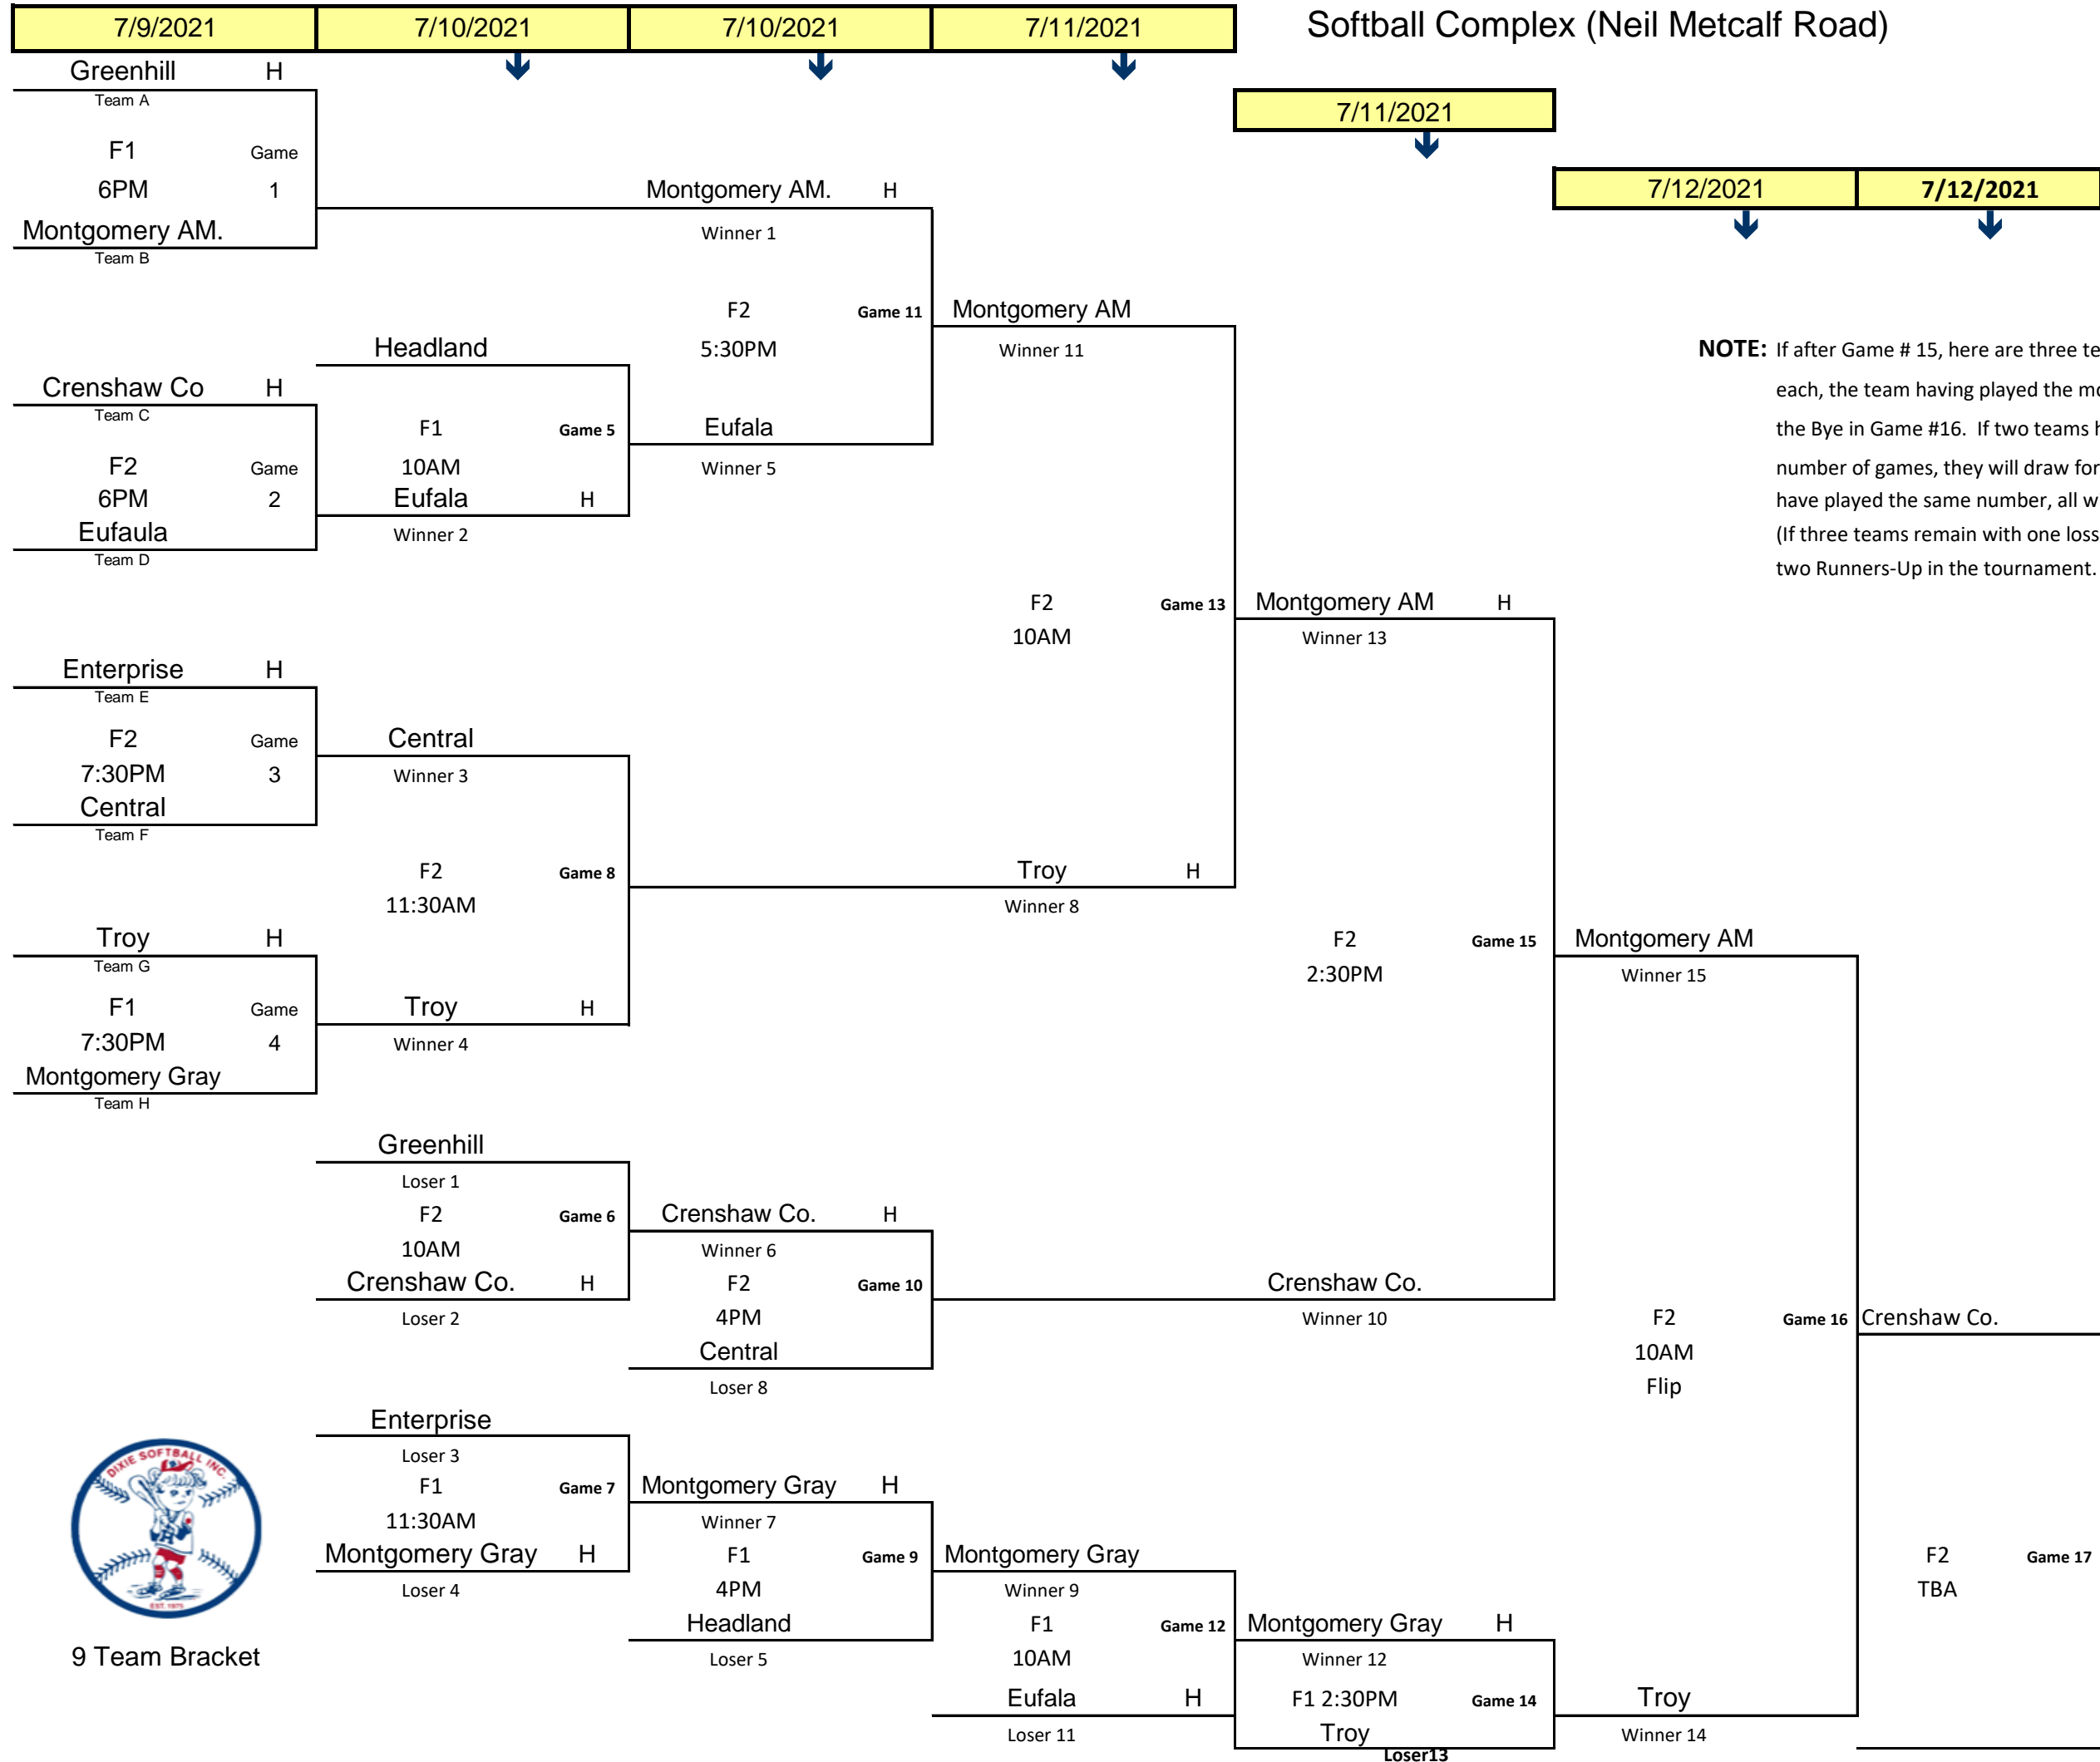 7/9/2021 7/10/2021 7/10/2021 7/11/2021 Softball Complex (Neil Metcalf Road)
Greenhill H
Team A
7/11/2021
F1 Game
6PM 1 Montgomery AM. H
7/12/2021 7/12/2021
Montgomery AM. Winner 1
Team B
F2 Game 11 Montgomery AM
Headland 5:30PM Winner 11
NOTE: If after Game # 15, here are three te
Crenshaw Co H
each, the team having played the mo
Team C
F1 Game 5 Eufala
the Bye in Game #16. If two teams h
F2 Game 10AM Winner 5
number of games, they will draw for
6PM 2 Eufala H
have played the same number, all w
Eufaula Winner 2
(If three teams remain with one loss
Team D
two Runners-Up in the tournament.
F2 Game 13 Montgomery AM H
10AM Winner 13
Enterprise H
Team E
F2 Game Central
7:30PM 3 Winner 3
Central
Team F
F2 Game 8 Troy H
11:30AM Winner 8
Troy H F2 Game 15 Montgomery AM
Team G 2:30PM Winner 15
F1 Game Troy H
7:30PM 4 Winner 4
Montgomery Gray
Team H
Greenhill
Loser 1
F2 Game 6 Crenshaw Co. H
10AM Winner 6
Crenshaw Co. H F2 Game 10 Crenshaw Co.
Loser 2 4PM Winner 10 F2 Game 16 Crenshaw Co.
Central 10AM
Loser 8 Flip
Enterprise
Loser 3
DIXIE SOFTBALL INC.
F1 Game 7 Montgomery Gray H
11:30AM Winner 7
Montgomery Gray H F1 Game 9 Montgomery Gray F2 Game 17
Loser 4 4PM Winner 9 TBA
EST. 1975
Headland F1 Game 12 Montgomery Gray H
9 Team Bracket Loser 5 10AM Winner 12
Eufala H F1 2:30PM Game 14 Troy
Loser 11 Troy Winner 14
Loser13